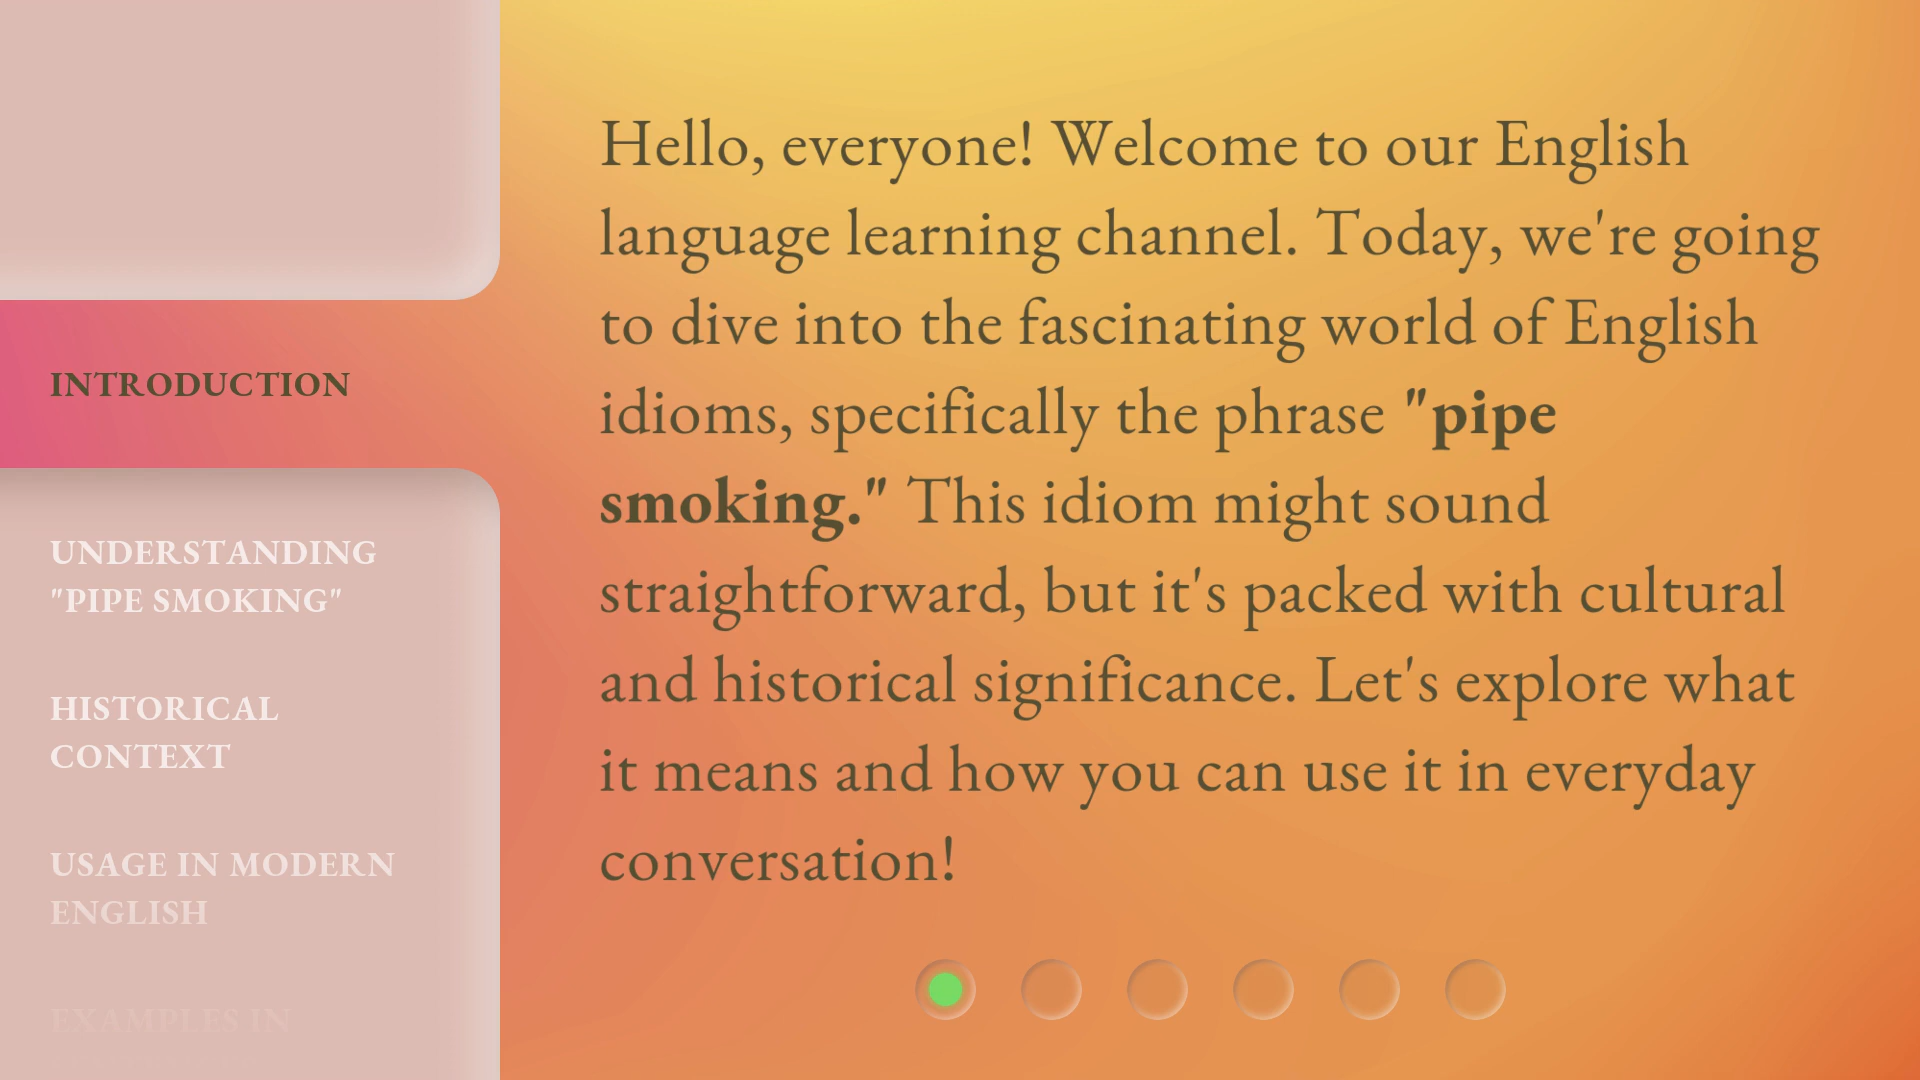 INTRODUCTION
UNDERSTANDING
"PIPE SMOKING"
HISTORICAL
CONTEXT
USAGE IN MODERN
ENGLISH
EXAMPLES IN
Hello, everyone! Welcome to our English
language learning channel. Today, we're going
to dive into the fascinating world of English
idioms, specifically the phrase "pipe
smoking." This idiom might sound
straightforward, but it's packed with cultural
and historical significance. Let's explore what
it means and how you can use it in everyday
conversation!